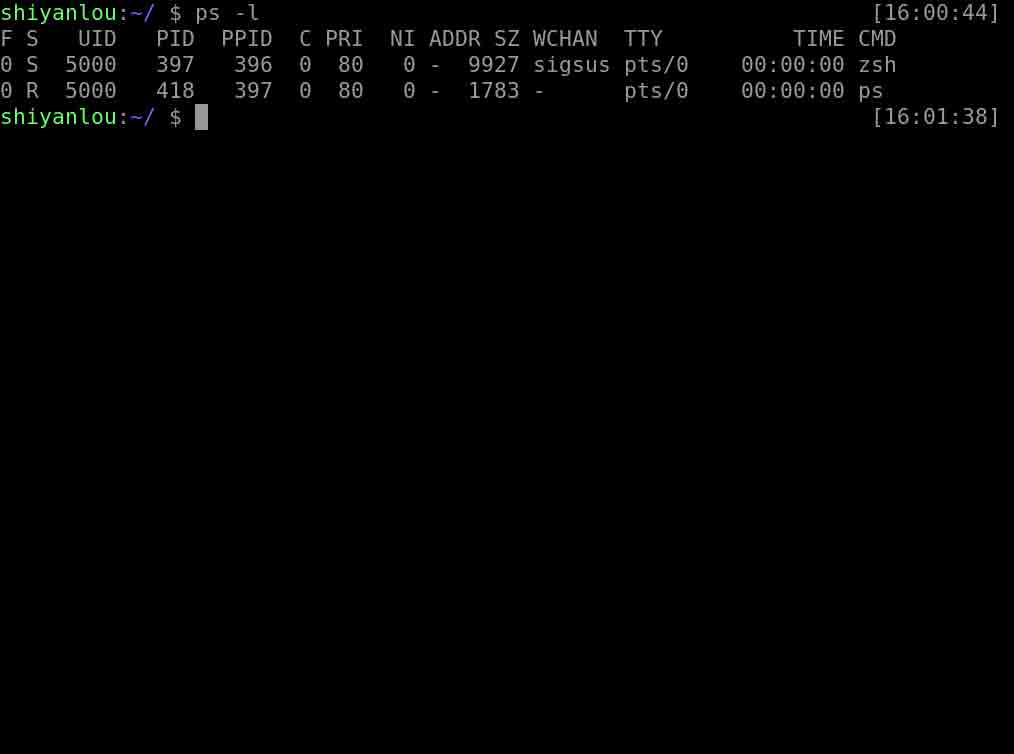 shiyanlou:~/ $ ps -l [16:00:44]
F S   UID   PID  PPID  C PRI  NI ADDR SZ WCHAN  TTY          TIME CMD
0 S  5000   397   396  0  80   0 -  9927 sigsus pts/0    00:00:00 zsh
0 R  5000   418   397  0  80   0 -  1783 -      pts/0    00:00:00 ps
shiyanlou:~/ $ [16:01:38]